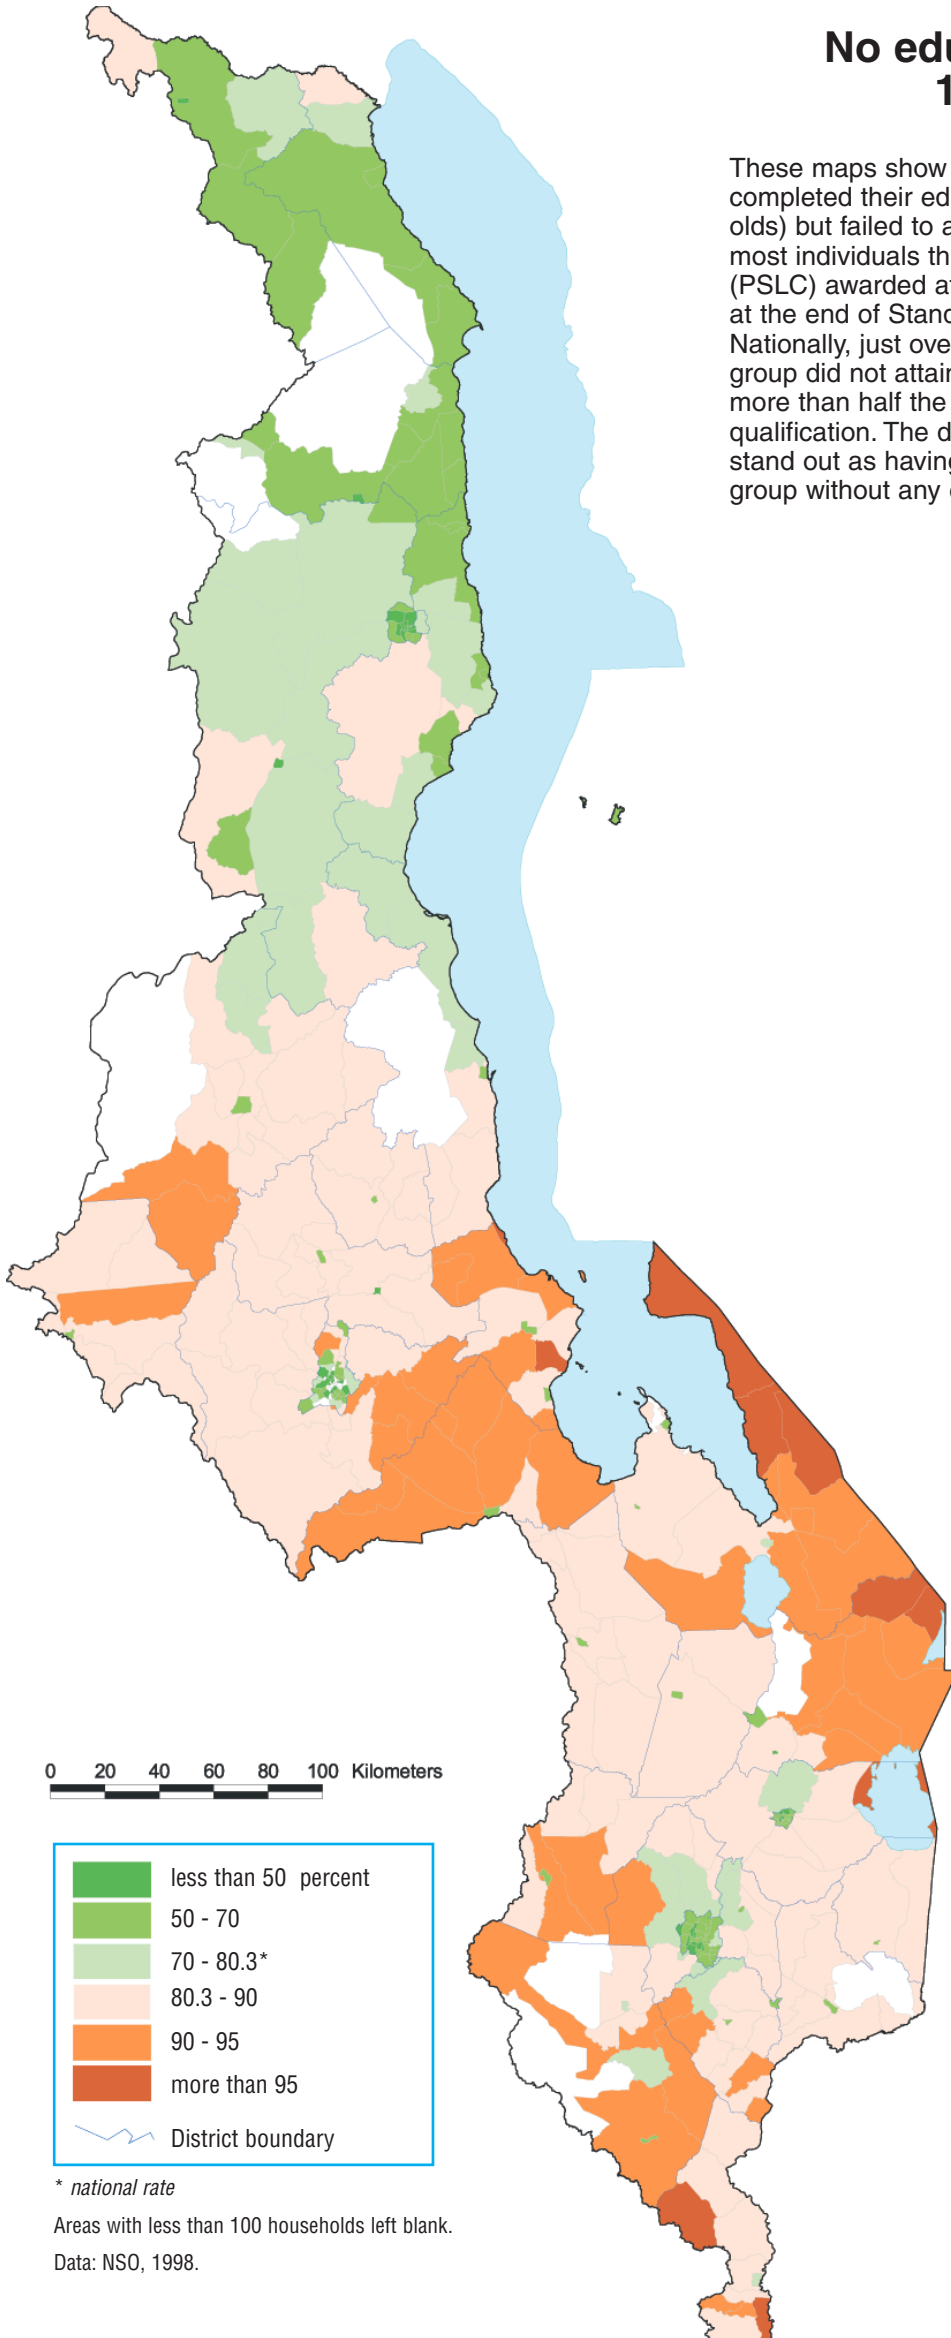 No edu
1
These maps show
completed their ed
olds) but failed to a
most individuals th
(PSLC) awarded at
at the end of Stand
Nationally, just ove
group did not attain
more than half the
qualification. The d
stand out as having
group without any
0 20 40 60 80 100 Kilometers
less than 50 percent
50 - 70
70 - 80.3*
80.3 - 90
90 - 95
more than 95
District boundary
* national rate
Areas with less than 100 households left blank.
Data: NSO, 1998.